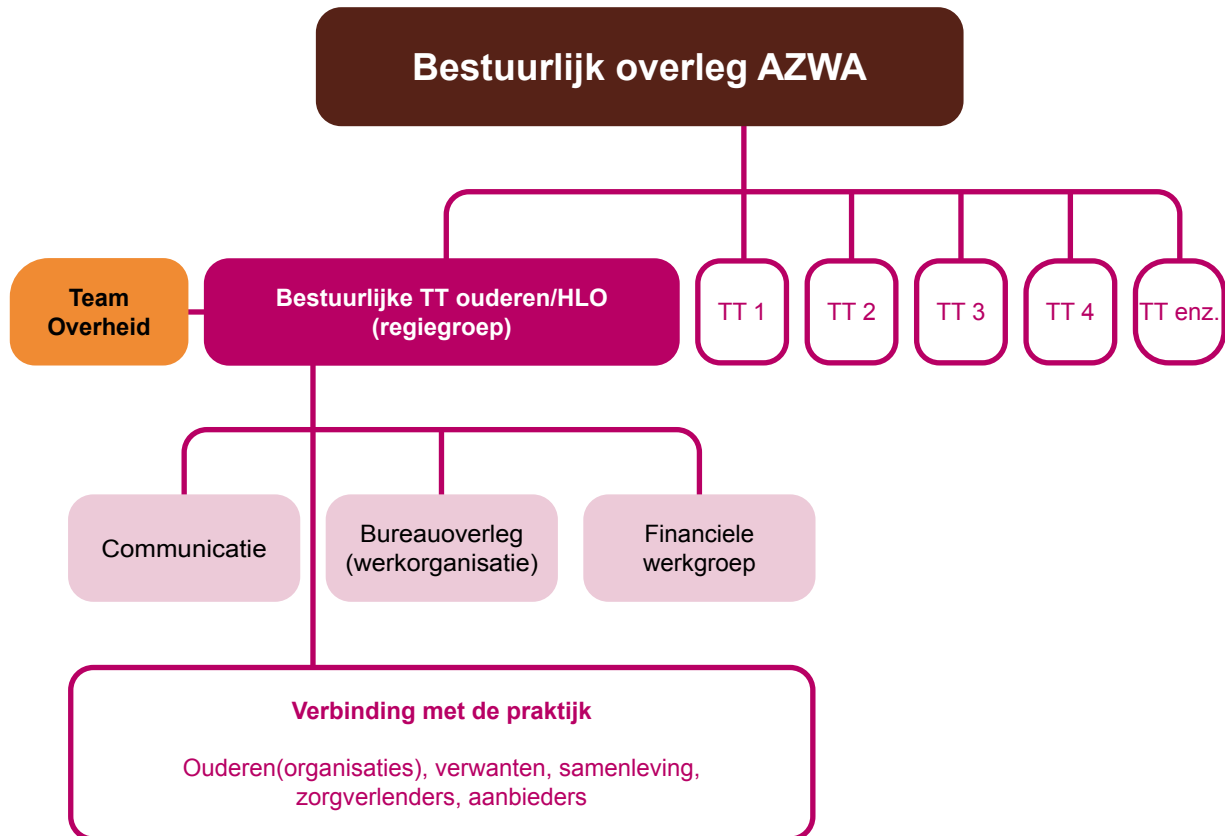 Bestuurlijk overleg AZWA
Team
Overheid
Bestuurlijke TT ouderen/HLO
(regiegroep)
TT 1
TT 2
TT 3
TT 4
TT enz.
Communicatie
Bureauoverleg
(werkorganisatie)
Financiele
werkgroep
Verbinding met de praktijk
Ouderen(organisaties), verwanten, samenleving,
zorgverlenders, aanbieders